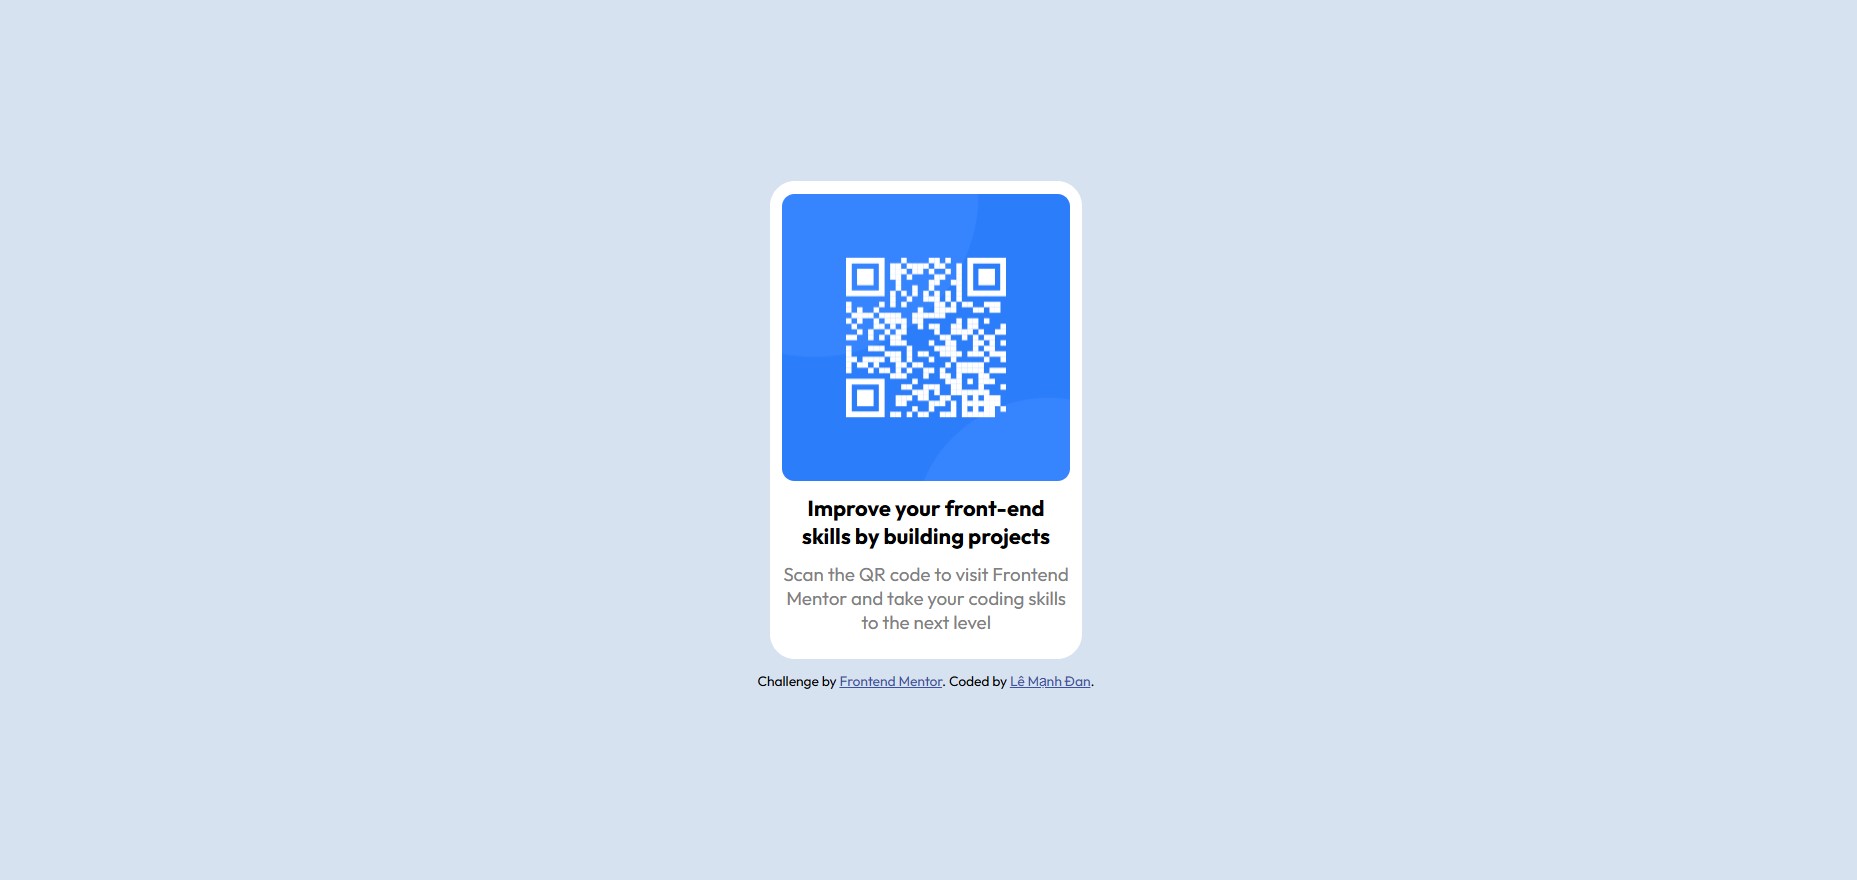 Improve your front-end
skills by building projects
Scan the QR code to visit Frontend
Mentor and take your coding skills
to the next level
Challenge by Frontend Mentor. Coded by Lê Mạnh Đan.